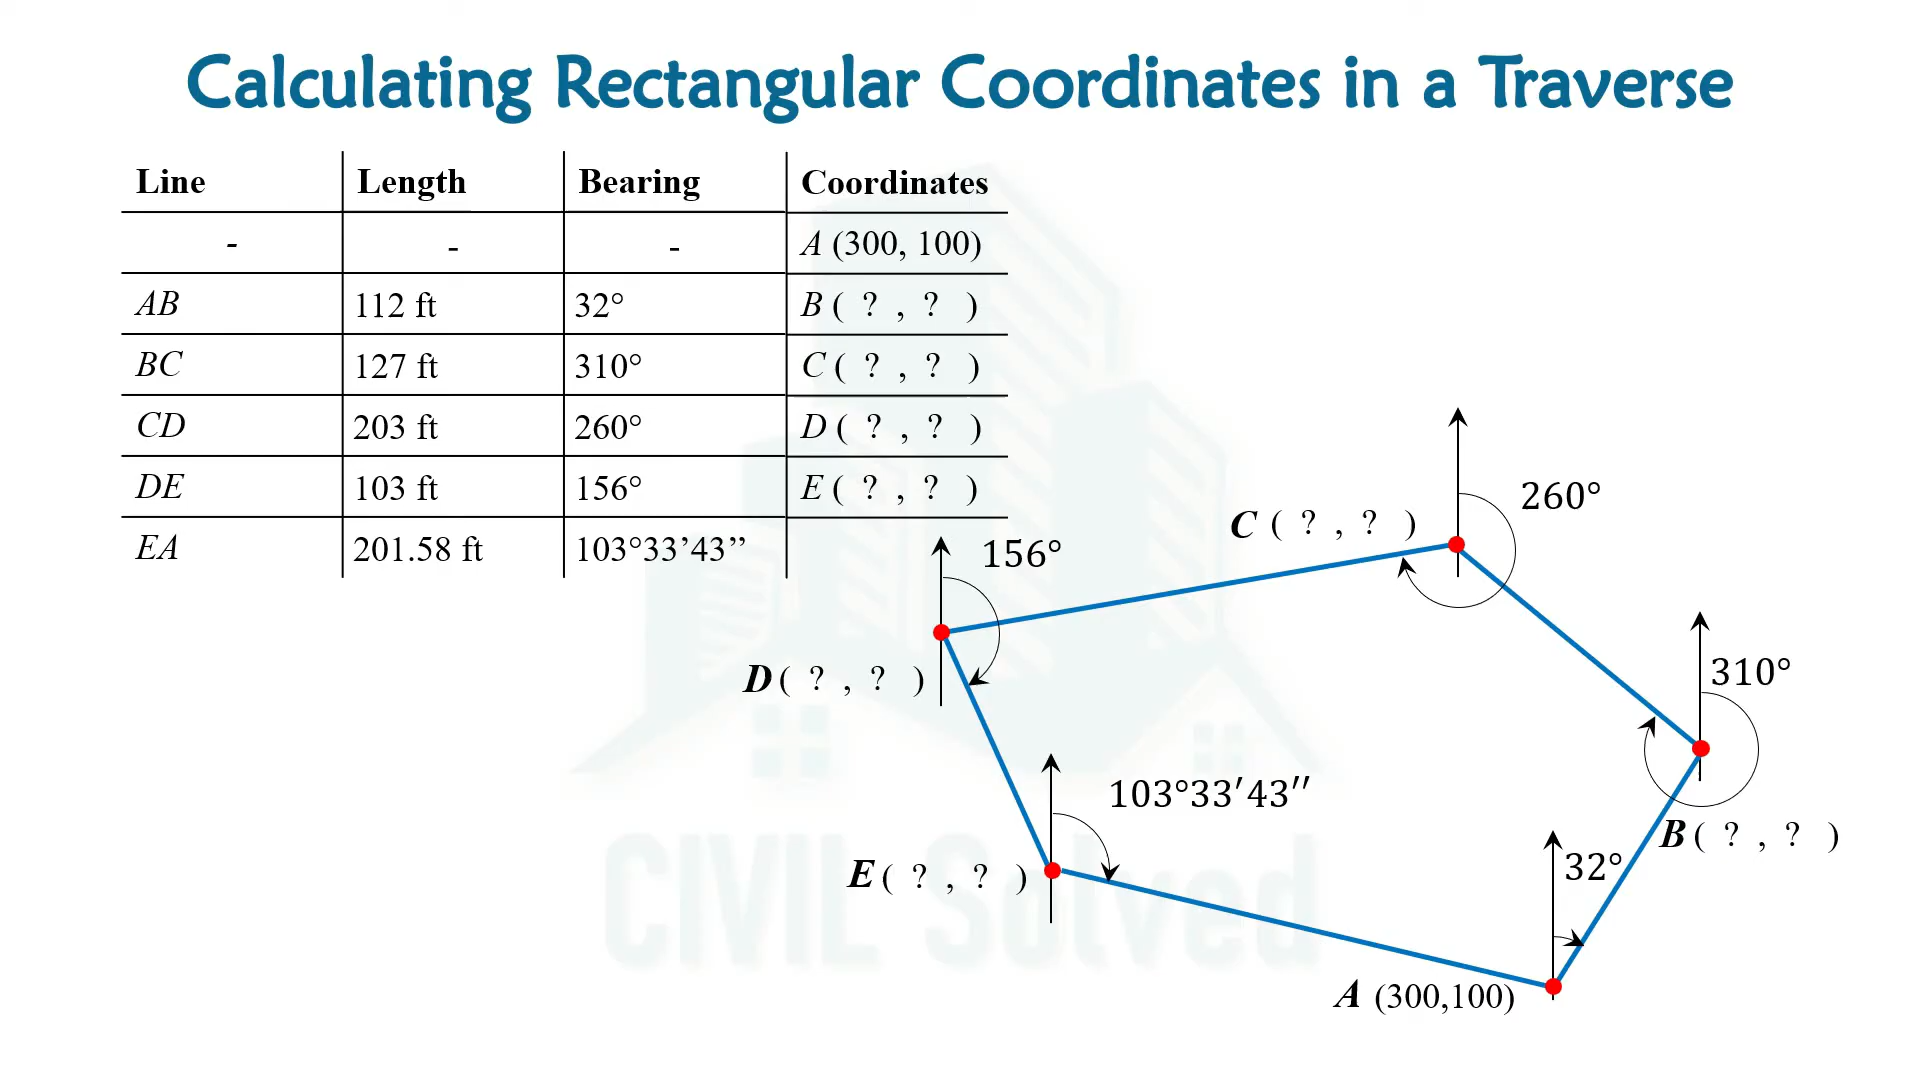 Calculating Rectangular Coordinates in a Traverse
Line Length Bearing Coordinates
- - - A (300, 100)
AB 112 ft 32° B ( ? , ? )
BC 127 ft 310° C ( ? , ? )
CD 203 ft 260° D ( ? , ? )
DE 103 ft 156° E ( ? , ? )
EA 201.58 ft 103°33’43”
260°
C ( ? , ? )
156°
310°
D ( ? , ? )
103°33′43′′
B ( ? , ? )
32°
E ( ? , ? )
CIVIL Solved
A (300,100)